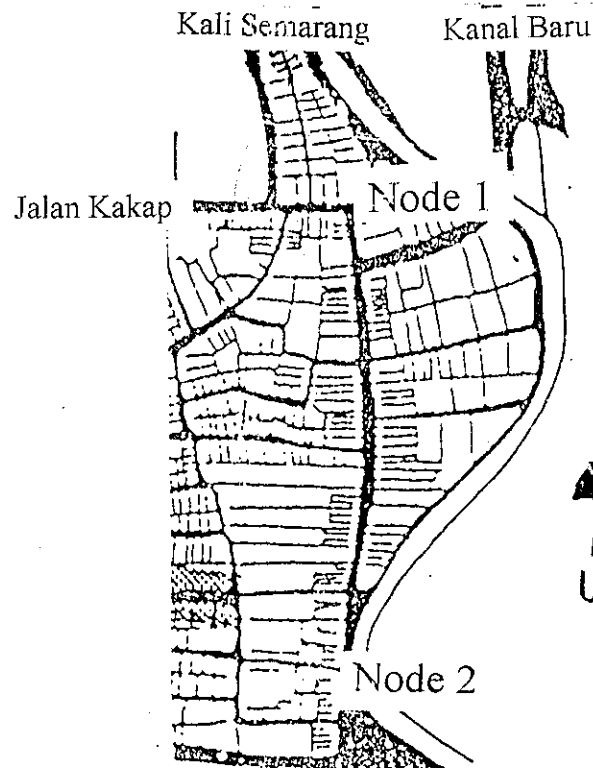 Kali Semarang
Kanal Baru
Jalan Kakap
Node 1
Node 2
U